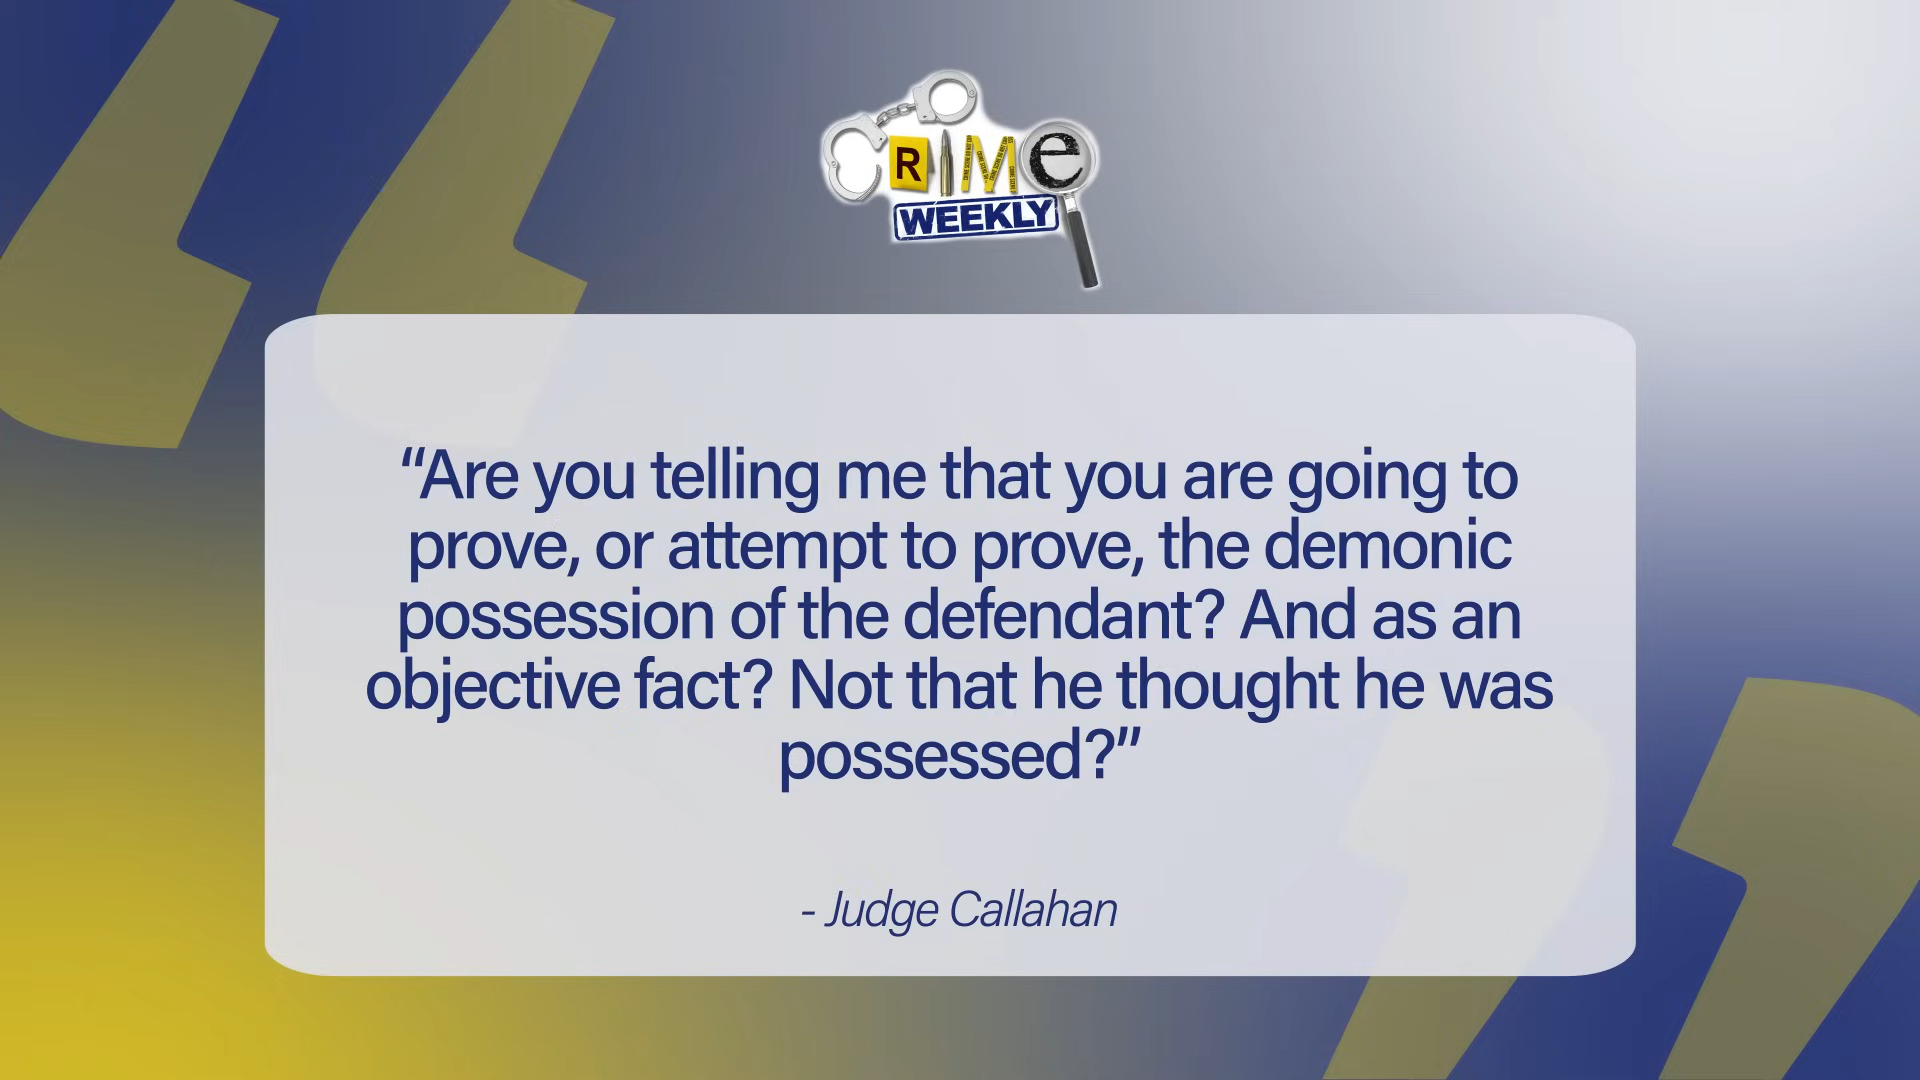 CRIME
WEEKLY
“Are you telling me that you are going to
prove, or attempt to prove, the demonic
possession of the defendant? And as an
objective fact? Not that he thought he was
possessed?”
- Judge Callahan